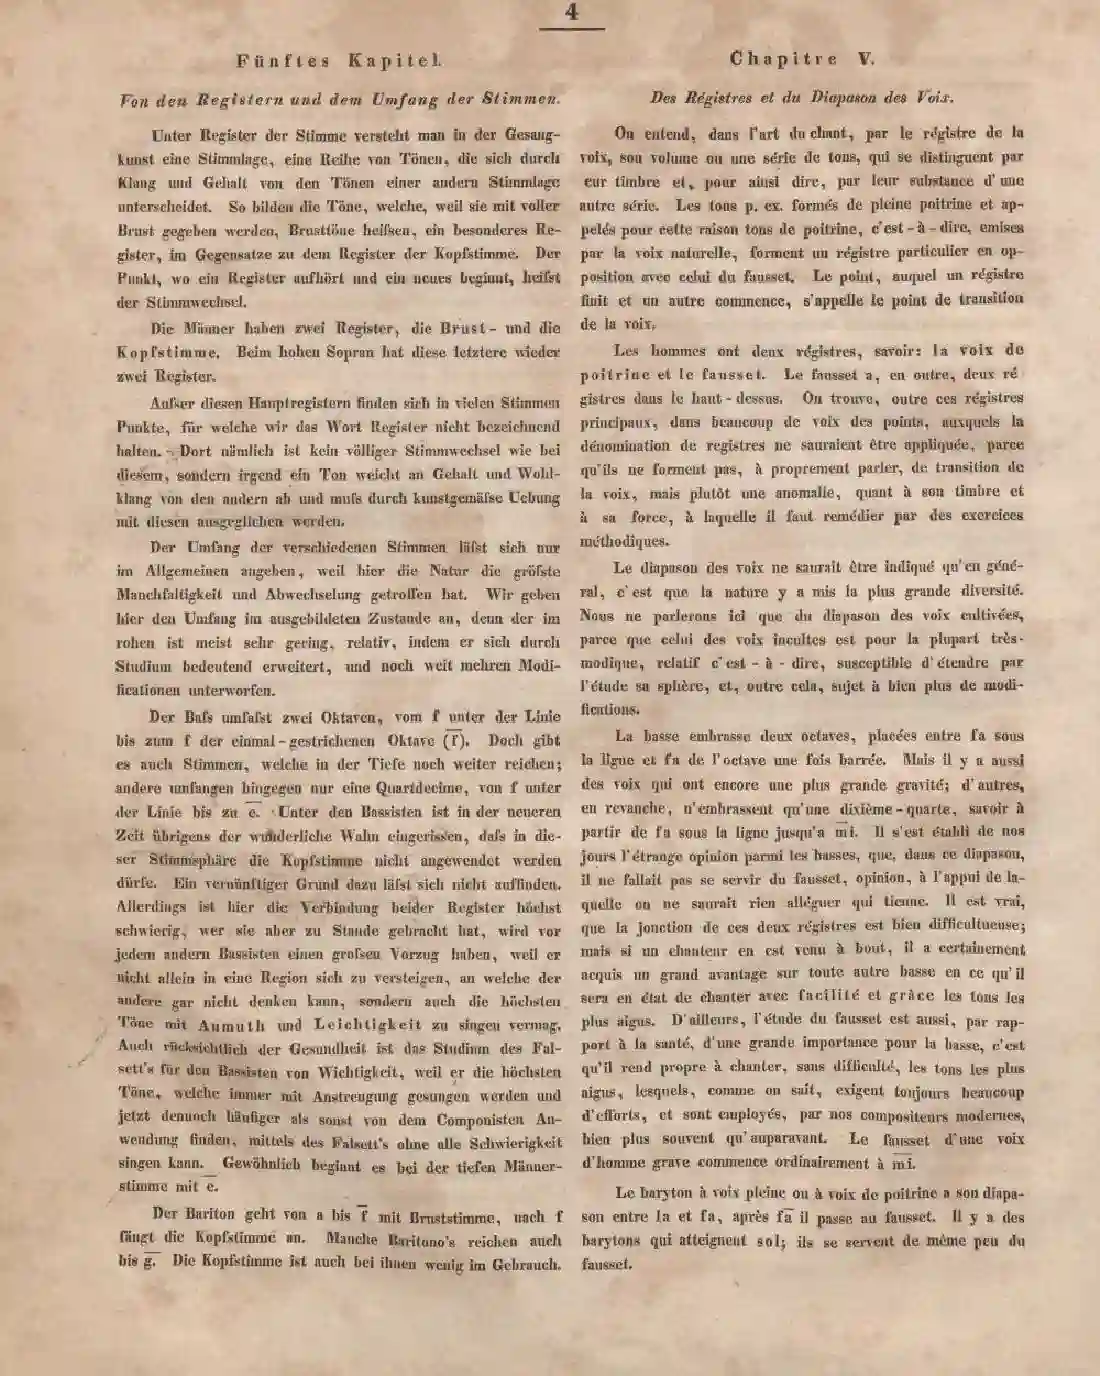 4
Fünftes Kapitel.
Von den Registern und dem Umfang der Stimmen.
Unter Register der Stimme versteht man in der Gesang-
kunst eine Stimmlage, eine Reihe von Tönen, die sich durch
Klang und Gehalt von den Tönen einer andern Stimmlage
unterscheidet. So bilden die Töne, welche, weil sie mit voller
Brust gegeben werden, Brusttöne heifsen, ein besonderes Re-
gister, im Gegensatze zu dem Register der Kopfstimme. Der
Punkt, wo ein Register aufhört und ein neues beginnt, heifst
der Stimmwechsel.
Die Männer haben zwei Register, die Brust- und die
Kopfstimme. Beim hohen Sopran hat diese letztere wieder
zwei Register.
Aufser diesen Hauptregistern finden sich in vielen Stimmen
Punkte, für welche wir das Wort Register nicht bezeichnend
halten. - Dort nämlich ist kein völliger Stimmwechsel wie bei
diesem, sondern irgend ein Ton weicht an Gehalt und Wohl-
klang von den andern ab und mufs durch kunstgemäfse Uebung
mit diesen ausgeglichen werden.
Der Umfang der verschiedenen Stimmen läfst sich nur
im Allgemeinen angeben, weil hier die Natur die gröfste
Manchfaltigkeit und Abwechselung getroffen hat. Wir geben
hier den Umfang im ausgebildeten Zustande an, denn der im
rohen ist meist sehr gering, relativ, indem er sich durch
Studium bedeutend erweitert, und noch weit mehren Modi-
ficationen unterworfen.
Der Bafs umfafst zwei Oktaven, vom f unter der Linie
bis zum f der einmal-gestrichenen Oktave (f̅). Doch gibt
es auch Stimmen, welche in der Tiefe noch weiter reichen;
andere umfangen hingegen nur eine Quartdecime, von f unter
der Linie bis zu e̅. Unter den Bassisten ist in der neueren
Zeit übrigens der wunderliche Wahn eingerissen, dafs in die-
ser Stimmsphäre die Kopfstimme nicht angewendet werden
dürfe. Ein vernünftiger Grund dazu läfst sich nicht auffinden.
Allerdings ist hier die Verbindung beider Register höchst
schwierig, wer sie aber zu Stande gebracht hat, wird vor
jedem andern Bassisten einen grofsen Vorzug haben, weil er
nicht allein in eine Region sich zu versteigen, an welche der
andere gar nicht denken kann, sondern auch die höchsten
Töne mit Anmuth und Leichtigkeit zu singen vermag.
Auch rücksichtlich der Gesundheit ist das Studium des Fal-
sett's für den Bassisten von Wichtigkeit, weil er die höchsten
Töne, welche immer mit Anstrengung gesungen werden und
jetzt dennoch häufiger als sonst von dem Componisten An-
wendung finden, mittels des Falsett's ohne alle Schwierigkeit
singen kann. Gewöhnlich beginnt es bei der tiefen Männer-
stimme mit e̅.
Der Bariton geht von a bis f̅ mit Bruststimme, nach f
fängt die Kopfstimme an. Manche Baritono's reichen auch
bis g̅. Die Kopfstimme ist auch bei ihnen wenig im Gebrauch.
Chapitre V.
Des Régistres et du Diapason des Voix.
On entend, dans l'art du chant, par le régistre de la
voix, son volume ou une série de tons, qui se distinguent par
eur timbre et, pour ainsi dire, par leur substance d'une
autre série. Les tons p. ex. formés de pleine poitrine et ap-
pelés pour cette raison tons de poitrine, c'est-à-dire, emises
par la voix naturelle, forment un régistre particulier en op-
position avec celui du fausset. Le point, auquel un régistre
finit et un autre commence, s'appelle le point de transition
de la voix.
Les hommes ont deux régistres, savoir: la voix de
poitrine et le fausset. Le fausset a, en outre, deux ré
gistres dans le haut-dessus. On trouve, outre ces régistres
principaux, dans beaucoup de voix des points, auxquels la
dénomination de registres ne sauraient être appliquée, parce
qu'ils ne forment pas, à proprement parler, de transition de
la voix, mais plutôt une anomalie, quant à son timbre et
à sa force, à laquelle il faut remédier par des exercices
méthodiques.
Le diapason des voix ne saurait être indiqué qu'en géné-
ral, c'est que la nature y a mis la plus grande diversité.
Nous ne parlerons ici que du diapason des voix cultivées,
parce que celui des voix incultes est pour la plupart très-
modique, relatif c'est-à-dire, susceptible d'étendre par
l'étude sa sphère, et, outre cela, sujet à bien plus de modi-
fications.
La basse embrasse deux octaves, placées entre fa sous
la ligne et fa de l'octave une fois barrée. Mais il y a aussi
des voix qui ont encore une plus grande gravité; d'autres,
en revanche, n'embrassent qu'une dixième-quarte, savoir à
partir de fa sous la ligne jusqu'a m̅i̅. Il s'est établi de nos
jours l'étrange opinion parmi les basses, que, dans ce diapason,
il ne fallait pas se servir du fausset, opinion, à l'appui de la-
quelle on ne saurait rien alléguer qui tienne. Il est vrai,
que la jonction de ces deux régistres est bien difficultueuse;
mais si un chanteur en est venu à bout, il a certainement
acquis un grand avantage sur toute autre basse en ce qu'il
sera en état de chanter avec facilité et grâce les tons les
plus aigus. D'ailleurs, l'étude du fausset est aussi, par rap-
port à la santé, d'une grande importance pour la basse, c'est
qu'il rend propre à chanter, sans difficulté, les tons les plus
aigus, lesquels, comme on sait, exigent toujours beaucoup
d'efforts, et sont employés, par nos compositeurs modernes,
bien plus souvent qu'auparavant. Le fausset d'une voix
d'homme grave commence ordinairement à m̅i̅.
Le baryton à voix pleine ou à voix de poitrine a son diapa-
son entre la et fa, après f̅a̅ il passe au fausset. Il y a des
barytons qui atteignent sol; ils se servent de même peu du
fausset.